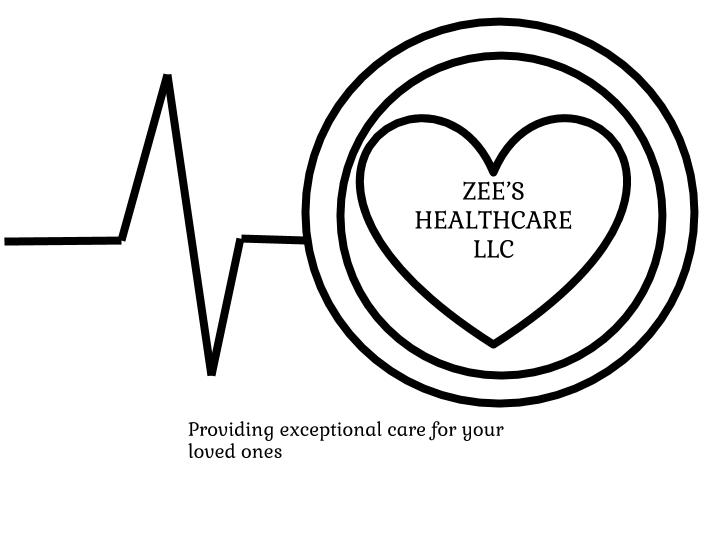 ZEE’S
HEALTHCARE
LLC
Providing exceptional care for your
loved ones